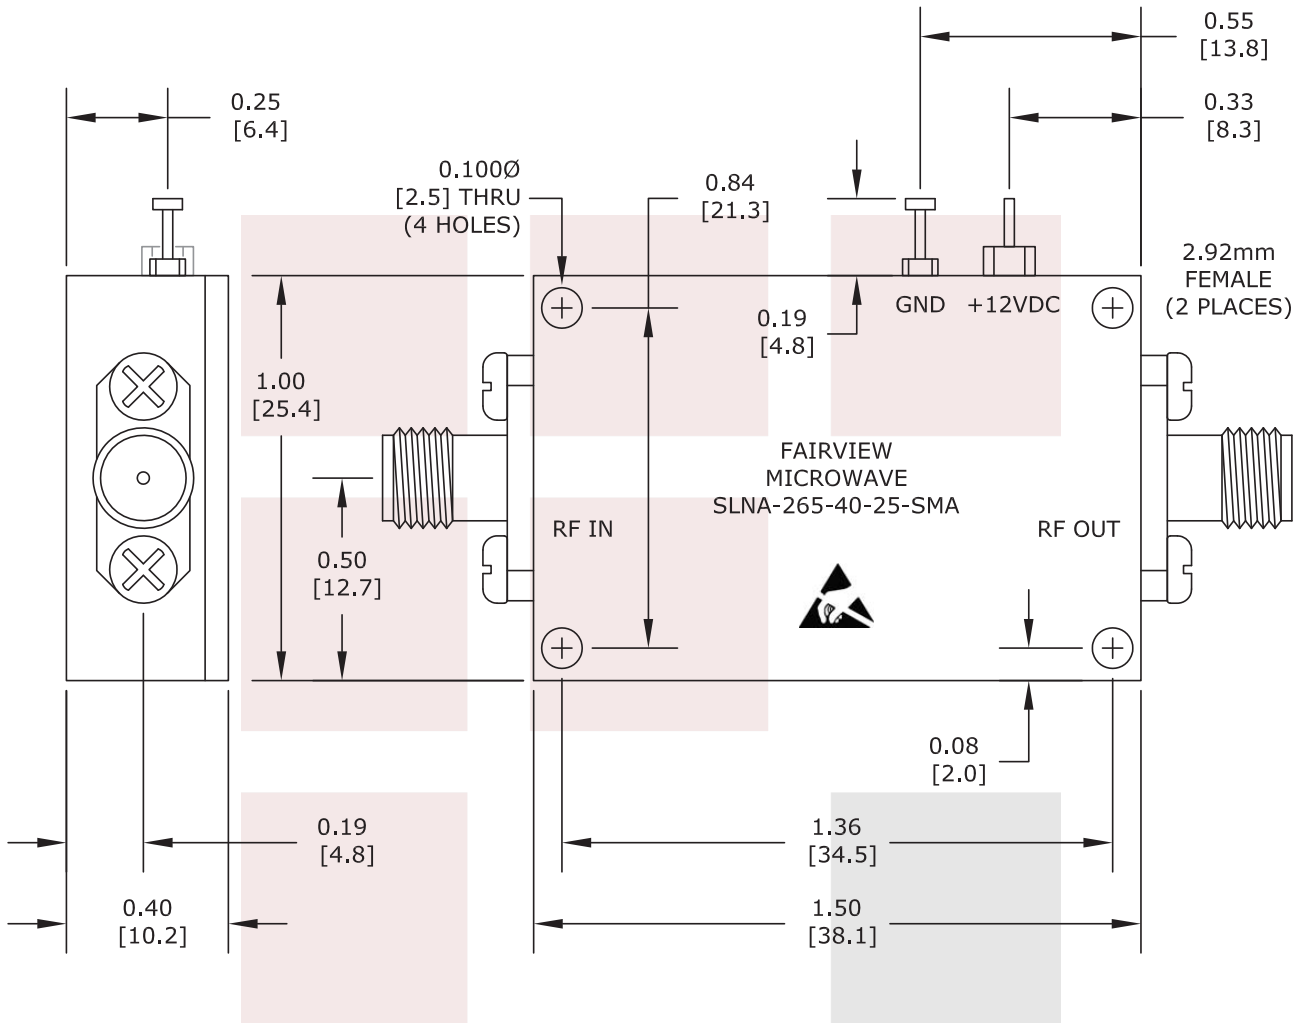 0.55
[13.8]
0.25
[6.4]
0.33
[8.3]
0.100Ø
[2.5] THRU
(4 HOLES)
0.84
[21.3]
2.92mm
FEMALE
(2 PLACES)
GND
+12VDC
0.19
[4.8]
1.00
[25.4]
FAIRVIEW
MICROWAVE
SLNA-265-40-25-SMA
RF IN
RF OUT
0.50
[12.7]
0.08
[2.0]
0.19
[4.8]
1.36
[34.5]
0.40
[10.2]
1.50
[38.1]